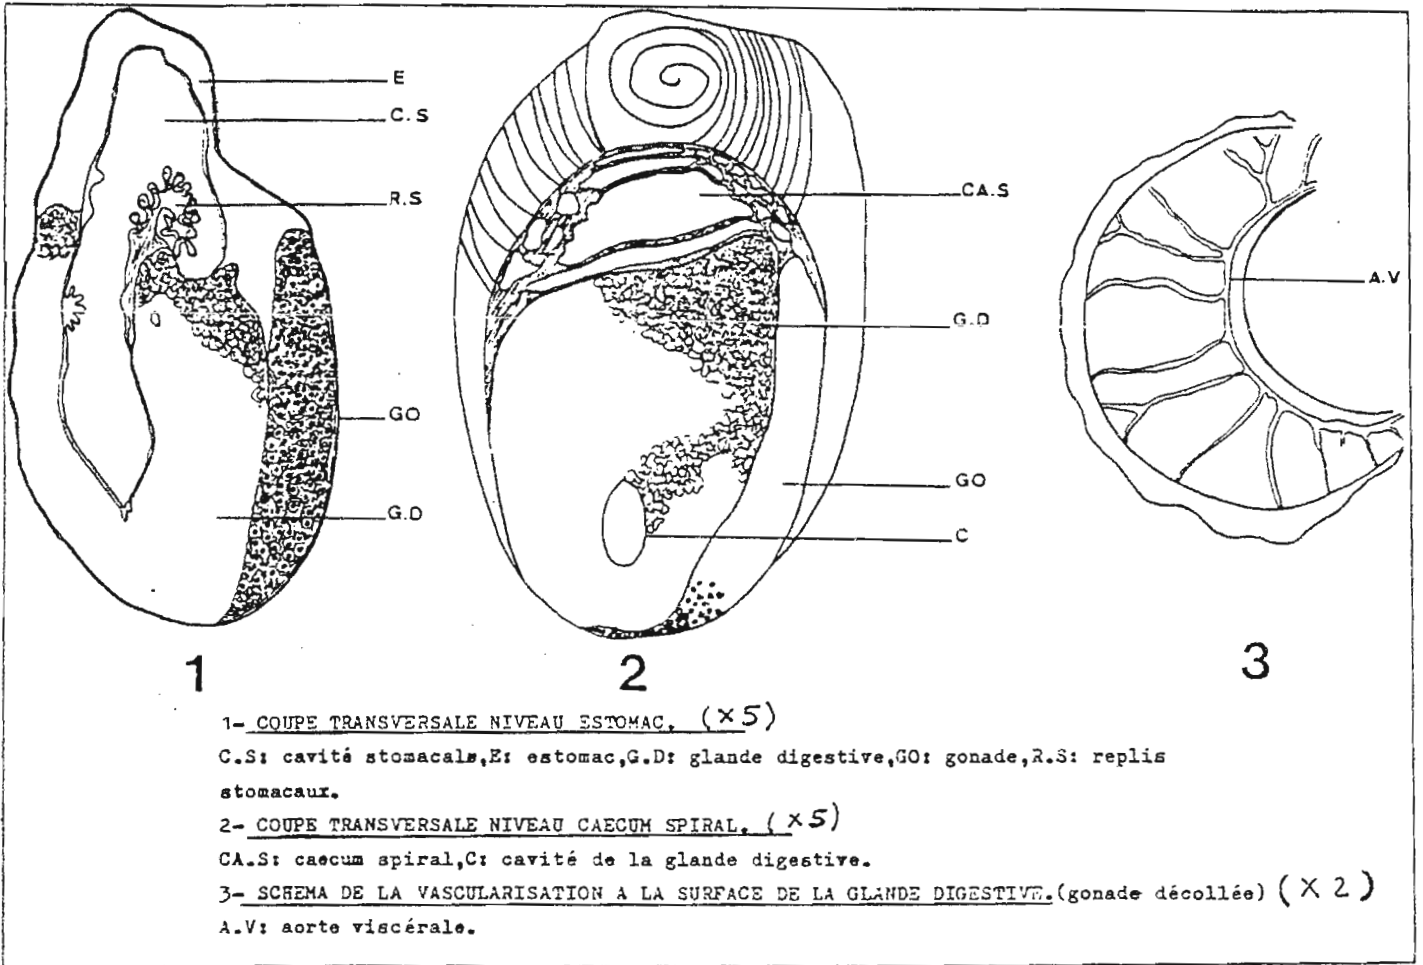 E
C.S
R.S
GO
G.D
CA.S
G.D
GO
C
A.V
1
2
3
1- COUPE TRANSVERSALE NIVEAU ESTOMAC. (x5)
C.S: cavité stomacale,E: estomac,G.D: glande digestive,GO: gonade,R.S: replis
stomacaux.
2- COUPE TRANSVERSALE NIVEAU CAECUM SPIRAL. (x5)
CA.S: caecum spiral,C: cavité de la glande digestive.
3- SCHEMA DE LA VASCULARISATION A LA SURFACE DE LA GLANDE DIGESTIVE.(gonade décollée) (X 2)
A.V: aorte viscérale.